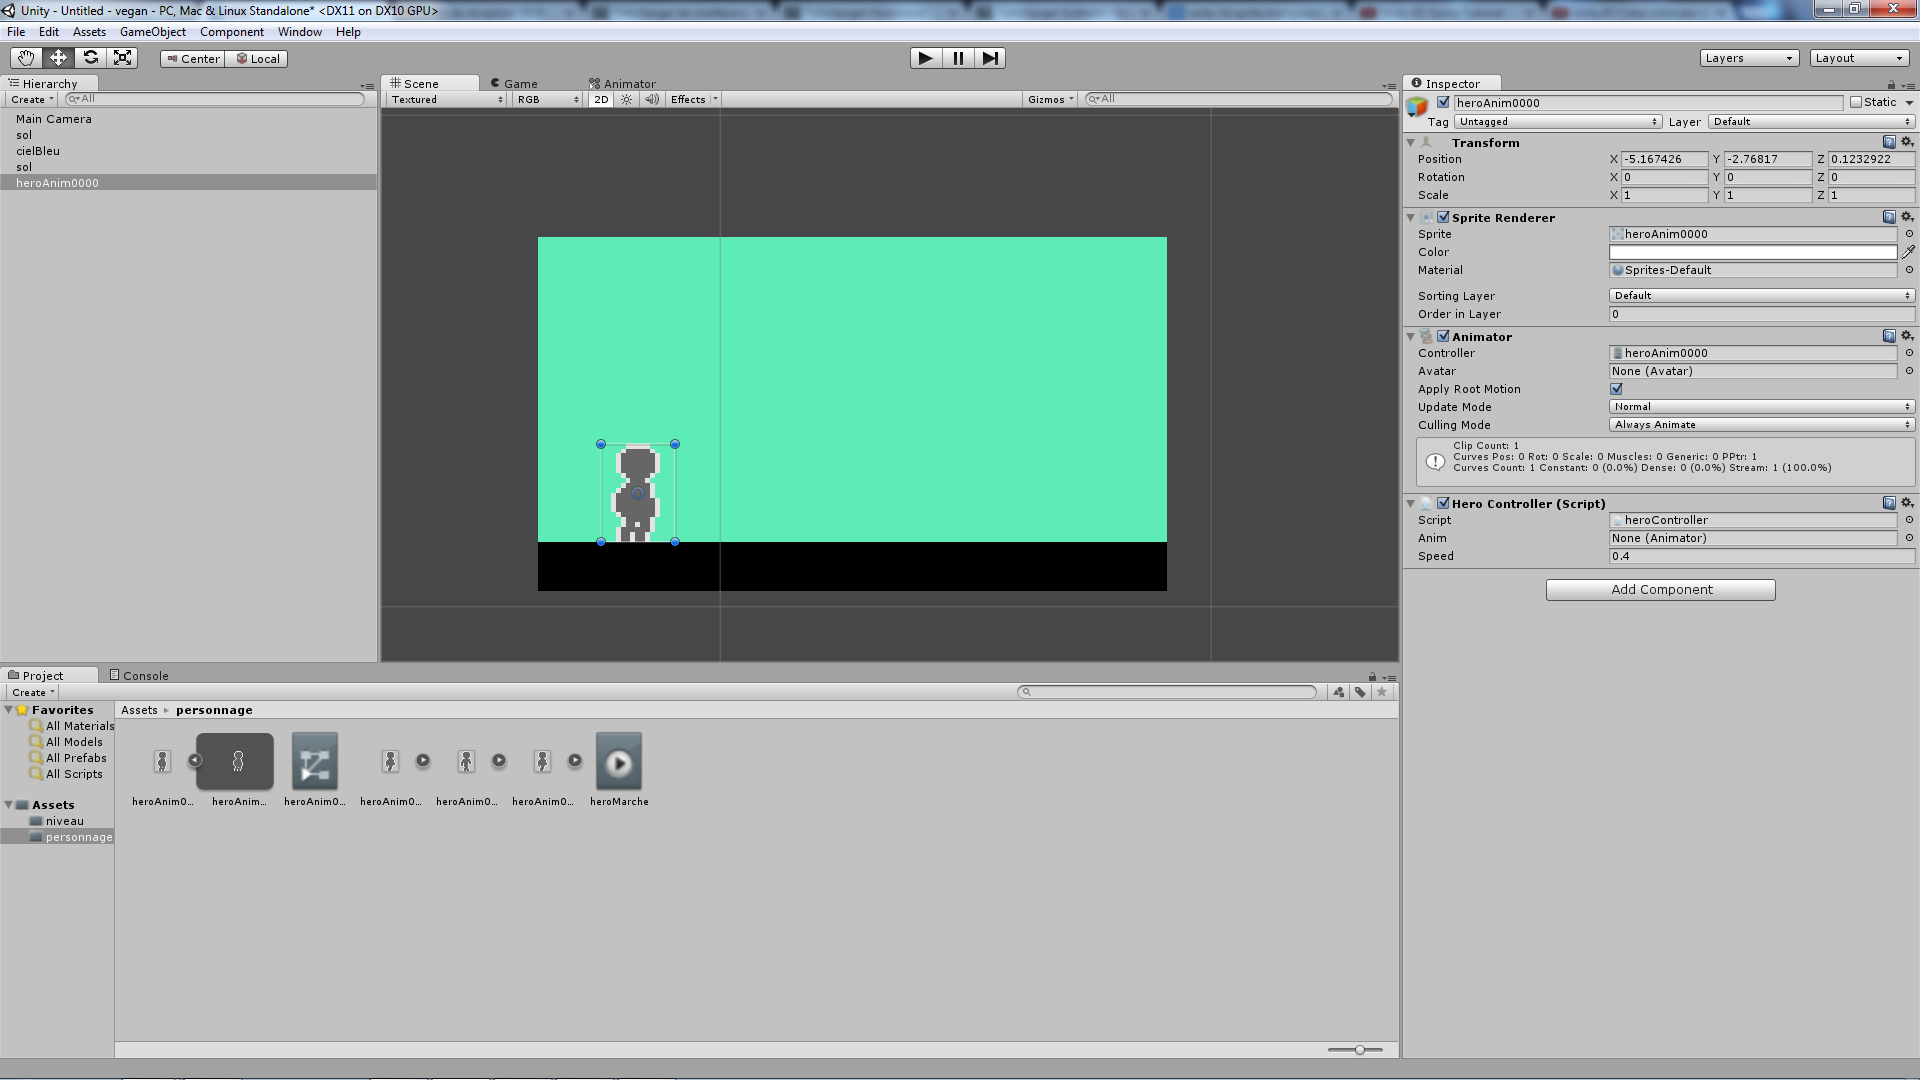 Unity - Untitled - vegan - PC, Mac & Linux Standalone* <DX11 on DX10 GPU>
File Edit Assets GameObject Component Window Help
Center Local Layers Layout
Hierarchy
Create All
Main Camera
sol
cielBleu
sol
heroAnim0000
Scene Game Animator
Textured RGB 2D Effects Gizmos All
Inspector
heroAnim0000 Static
Tag Untagged Layer Default
Transform
Position X -5.167426 Y -2.76817 Z 0.1232922
Rotation X 0 Y 0 Z 0
Scale X 1 Y 1 Z 1
Sprite Renderer
Sprite heroAnim0000
Color
Material Sprites-Default
Sorting Layer Default
Order in Layer 0
Animator
Controller heroAnim0000
Avatar None (Avatar)
Apply Root Motion
Update Mode Normal
Culling Mode Always Animate
Clip Count: 1
Curves Pos: 0 Rot: 0 Scale: 0 Muscles: 0 Generic: 0 PPtr: 1
Curves Count: 1 Constant: 0 (0.0%) Dense: 0 (0.0%) Stream: 1 (100.0%)
Hero Controller (Script)
Script heroController
Anim None (Animator)
Speed 0.4
Add Component
Project Console
Create
Favorites
All Materials
All Models
All Prefabs
All Scripts
Assets
niveau
personnage
Assets personnage
heroAnim0... heroAnim... heroAnim0... heroAnim0... heroAnim0... heroAnim0... heroMarche